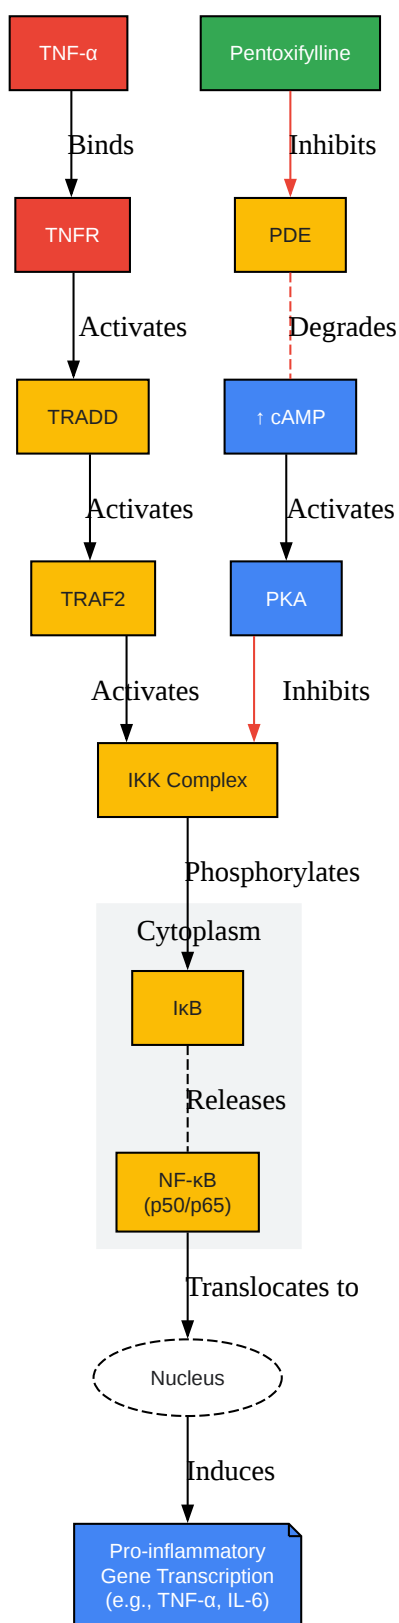 TNF-α
Pentoxifylline
Binds
Inhibits
TNFR
PDE
Activates
Degrades
TRADD
↑ cAMP
Activates
Activates
TRAF2
PKA
Activates
Inhibits
IKK Complex
Phosphorylates
Cytoplasm
IκB
Releases
NF-κB
(p50/p65)
Translocates to
Nucleus
Induces
Pro-inflammatory
Gene Transcription
(e.g., TNF-α, IL-6)